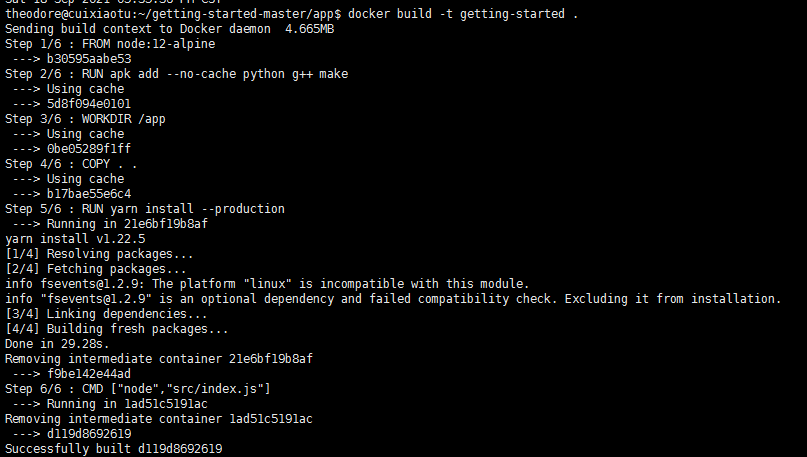 theodore@cuixiaotu:~/getting-started-master/app$ docker build -t getting-started .
Sending build context to Docker daemon  4.665MB
Step 1/6 : FROM node:12-alpine
 ---> b30595aabe53
Step 2/6 : RUN apk add --no-cache python g++ make
 ---> Using cache
 ---> 5d8f094e0101
Step 3/6 : WORKDIR /app
 ---> Using cache
 ---> 0be05289f1ff
Step 4/6 : COPY . .
 ---> Using cache
 ---> b17bae55e6c4
Step 5/6 : RUN yarn install --production
 ---> Running in 21e6bf19b8af
yarn install v1.22.5
[1/4] Resolving packages...
[2/4] Fetching packages...
info fsevents@1.2.9: The platform "linux" is incompatible with this module.
info "fsevents@1.2.9" is an optional dependency and failed compatibility check. Excluding it from installation.
[3/4] Linking dependencies...
[4/4] Building fresh packages...
Done in 29.28s.
Removing intermediate container 21e6bf19b8af
 ---> f9be142e44ad
Step 6/6 : CMD ["node","src/index.js"]
 ---> Running in 1ad51c5191ac
Removing intermediate container 1ad51c5191ac
 ---> d119d8692619
Successfully built d119d8692619